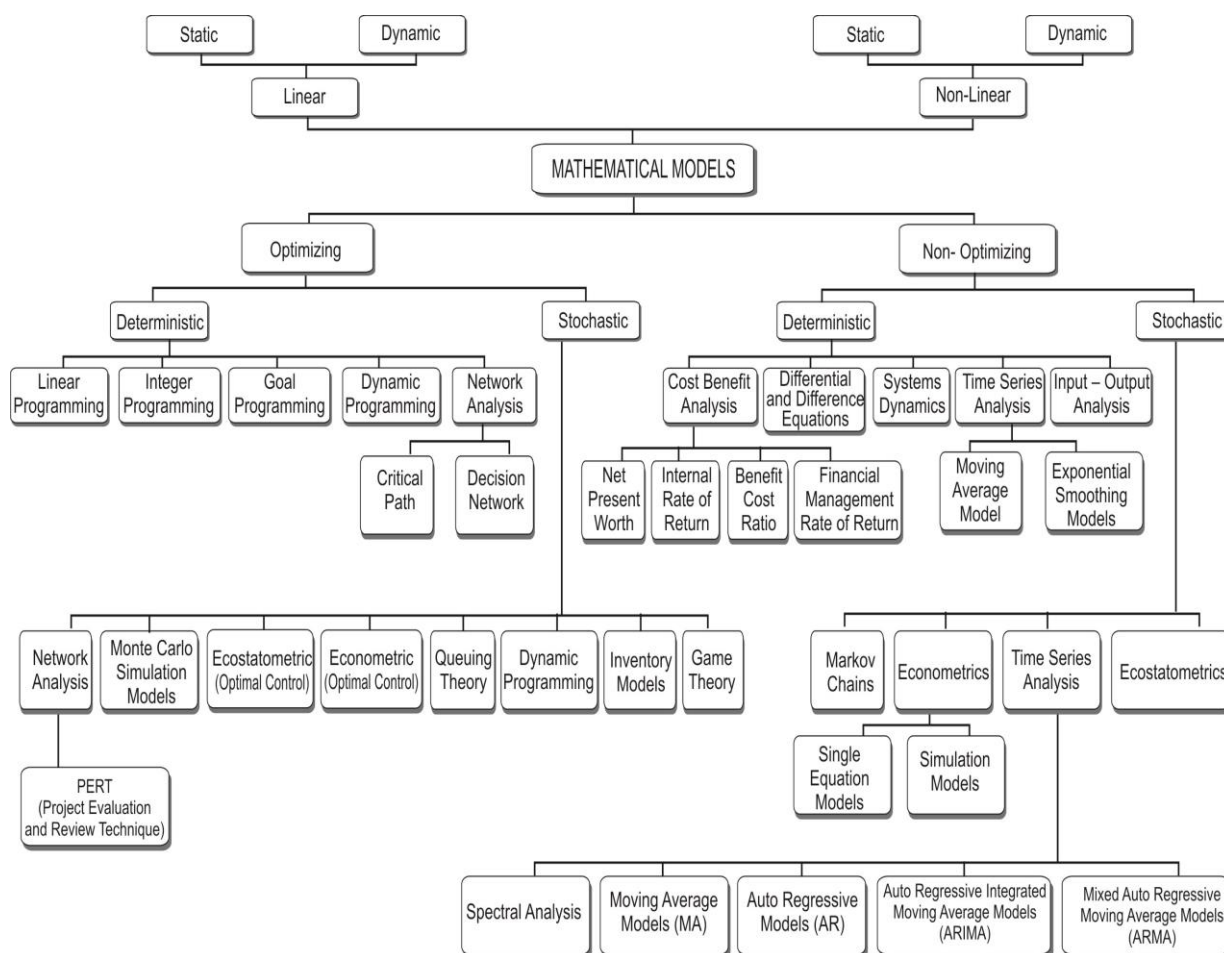 Static
Dynamic
Static
Dynamic
Linear
Non-Linear
MATHEMATICAL MODELS
Optimizing
Non- Optimizing
Deterministic
Stochastic
Deterministic
Stochastic
Linear
Programming
Integer
Programming
Goal
Programming
Dynamic
Programming
Network
Analysis
Cost Benefit
Analysis
Differential
and Difference
Equations
Systems
Dynamics
Time Series
Analysis
Input – Output
Analysis
Critical
Path
Decision
Network
Net
Present
Worth
Internal
Rate of
Return
Benefit
Cost
Ratio
Financial
Management
Rate of Return
Moving
Average
Model
Exponential
Smoothing
Models
Network
Analysis
Monte Carlo
Simulation
Models
Ecostatometric
(Optimal Control)
Econometric
(Optimal Control)
Queuing
Theory
Dynamic
Programming
Inventory
Models
Game
Theory
Markov
Chains
Econometrics
Time Series
Analysis
Ecostatometrics
PERT
(Project Evaluation
and Review Technique)
Single
Equation
Models
Simulation
Models
Spectral Analysis
Moving Average
Models (MA)
Auto Regressive
Models (AR)
Auto Regressive Integrated
Moving Average Models
(ARIMA)
Mixed Auto Regressive
Moving Average Models
(ARMA)